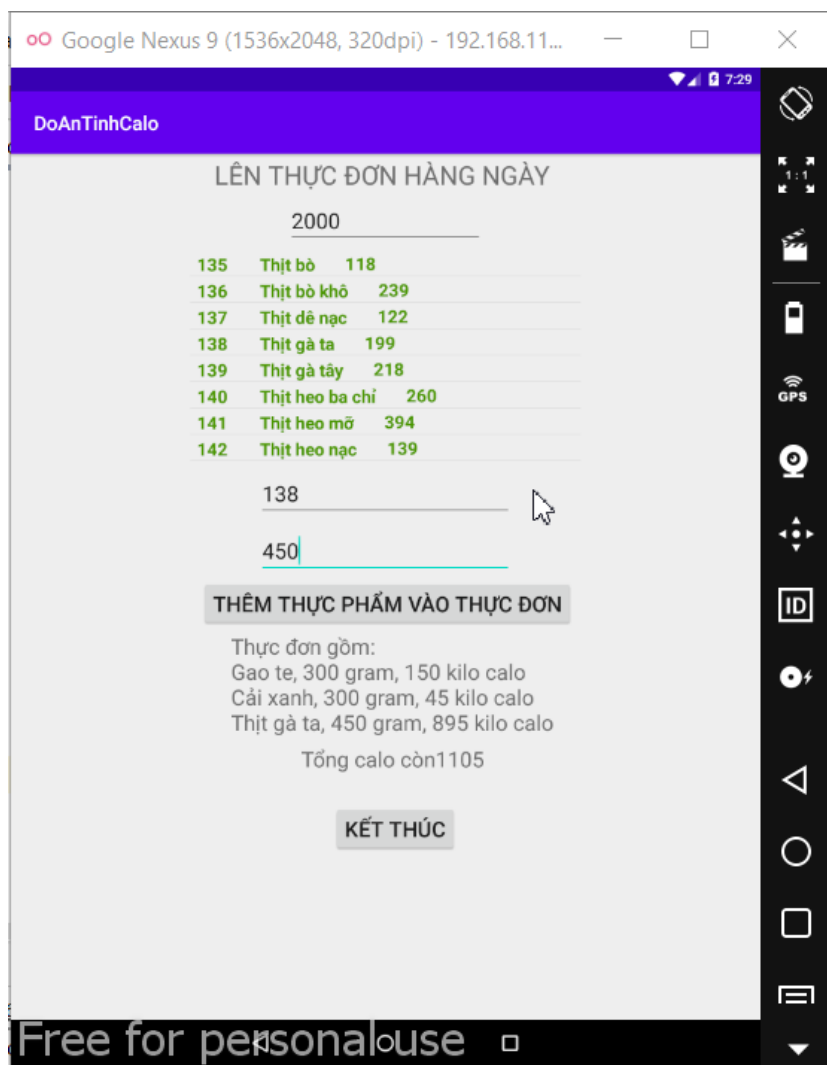 Google Nexus 9 (1536x2048, 320dpi) - 192.168.11...
7:29
DoAnTinhCalo
1:1
LÊN THỰC ĐƠN HÀNG NGÀY
2000
135 Thịt bò 118
136 Thịt bò khô 239
137 Thịt dê nạc 122
138 Thịt gà ta 199
139 Thịt gà tây 218
140 Thịt heo ba chỉ 260
141 Thịt heo mỡ 394
142 Thịt heo nạc 139
GPS
138
450
THÊM THỰC PHẨM VÀO THỰC ĐƠN
ID
Thực đơn gồm:
Gao te, 300 gram, 150 kilo calo
Cải xanh, 300 gram, 45 kilo calo
Thịt gà ta, 450 gram, 895 kilo calo
Tổng calo còn1105
KẾT THÚC
Free for personal use